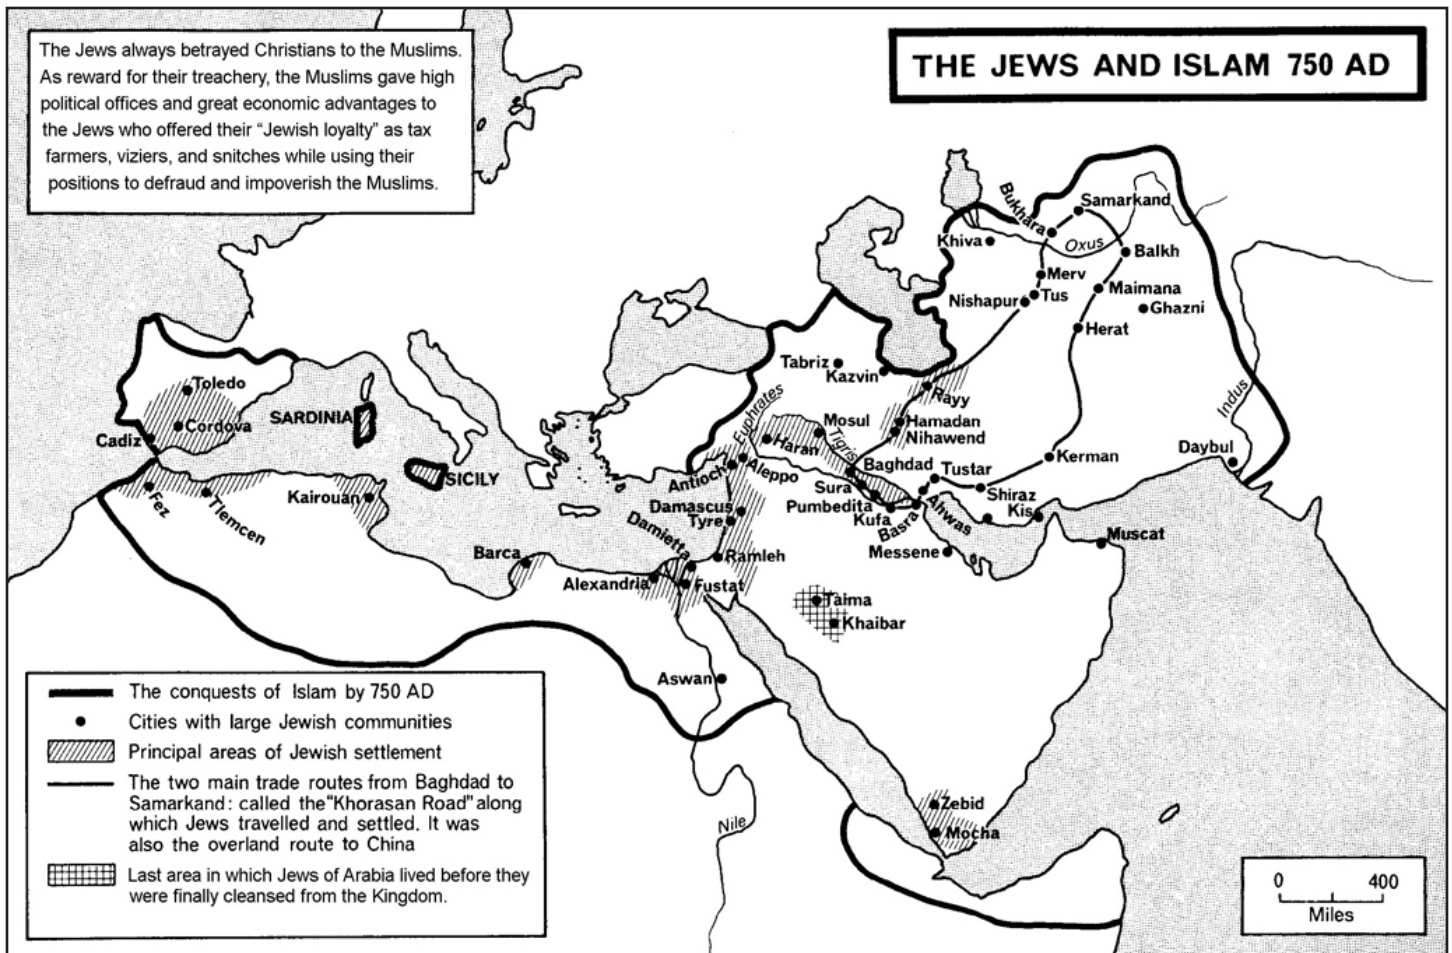 The Jews always betrayed Christians to the Muslims.
As reward for their treachery, the Muslims gave high
political offices and great economic advantages to
the Jews who offered their “Jewish loyalty” as tax
farmers, viziers, and snitches while using their
positions to defraud and impoverish the Muslims.
THE JEWS AND ISLAM 750 AD
Samarkand
Bukhara
Khiva
Oxus
Balkh
Merv
Maimana
Nishapur
Tus
Ghazni
Herat
Tabriz
Kazvin
Toledo
Rayy
Indus
Euphrates
SARDINIA
Cordova
Mosul
Hamadan
Nihawend
Cadiz
Haran
Tigris
Daybul
Kerman
Aleppo
Baghdad
Tustar
Antioch
SICILY
Kairouan
Sura
Shiraz
Fez
Tlemcen
Pumbedita
Ahwas
Kis
Damascus
Tyre
Kufa
Basra
Damietta
Muscat
Messene
Barca
Ramleh
Alexandria
Fustat
Taima
Khaibar
Aswan
Zebid
Mocha
Nile
The conquests of Islam by 750 AD
Cities with large Jewish communities
Principal areas of Jewish settlement
The two main trade routes from Baghdad to
Samarkand: called the "Khorasan Road" along
which Jews travelled and settled. It was
also the overland route to China
Last area in which Jews of Arabia lived before they
were finally cleansed from the Kingdom.
0 400
Miles